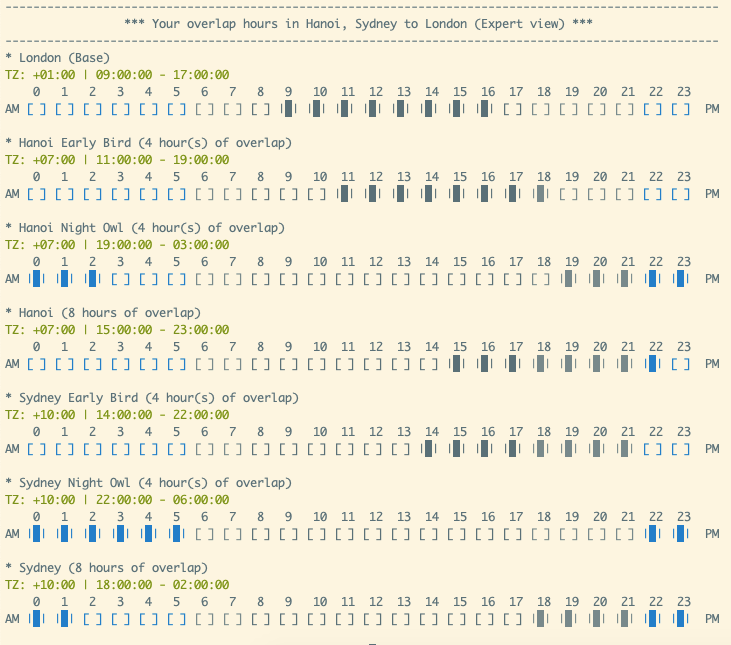 *** Your overlap hours in Hanoi, Sydney to London (Expert view) ***
* London (Base)
TZ: +01:00 | 09:00:00 - 17:00:00
0 1 2 3 4 5 6 7 8 9 10 11 12 13 14 15 16 17 18 19 20 21 22 23
AM [ ] [ ] [ ] [ ] [ ] [ ] [ ] [ ] [ ] |█| |█| |█| |█| |█| |█| |█| |█| [ ] [ ] [ ] [ ] [ ] [ ] [ ] PM
* Hanoi Early Bird (4 hour(s) of overlap)
TZ: +07:00 | 11:00:00 - 19:00:00
0 1 2 3 4 5 6 7 8 9 10 11 12 13 14 15 16 17 18 19 20 21 22 23
AM [ ] [ ] [ ] [ ] [ ] [ ] [ ] [ ] [ ] [ ] [ ] |█| |█| |█| |█| |█| |█| |█| |█| [ ] [ ] [ ] [ ] [ ] PM
* Hanoi Night Owl (4 hour(s) of overlap)
TZ: +07:00 | 19:00:00 - 03:00:00
0 1 2 3 4 5 6 7 8 9 10 11 12 13 14 15 16 17 18 19 20 21 22 23
AM |█| |█| |█| [ ] [ ] [ ] [ ] [ ] [ ] [ ] [ ] [ ] [ ] [ ] [ ] [ ] [ ] [ ] [ ] |█| |█| |█| |█| |█| PM
* Hanoi (8 hours of overlap)
TZ: +07:00 | 15:00:00 - 23:00:00
0 1 2 3 4 5 6 7 8 9 10 11 12 13 14 15 16 17 18 19 20 21 22 23
AM [ ] [ ] [ ] [ ] [ ] [ ] [ ] [ ] [ ] [ ] [ ] [ ] [ ] [ ] [ ] |█| |█| |█| |█| |█| |█| |█| |█| [ ] PM
* Sydney Early Bird (4 hour(s) of overlap)
TZ: +10:00 | 14:00:00 - 22:00:00
0 1 2 3 4 5 6 7 8 9 10 11 12 13 14 15 16 17 18 19 20 21 22 23
AM [ ] [ ] [ ] [ ] [ ] [ ] [ ] [ ] [ ] [ ] [ ] [ ] [ ] [ ] |█| |█| |█| |█| |█| |█| |█| |█| [ ] [ ] PM
* Sydney Night Owl (4 hour(s) of overlap)
TZ: +10:00 | 22:00:00 - 06:00:00
0 1 2 3 4 5 6 7 8 9 10 11 12 13 14 15 16 17 18 19 20 21 22 23
AM |█| |█| |█| |█| |█| |█| [ ] [ ] [ ] [ ] [ ] [ ] [ ] [ ] [ ] [ ] [ ] [ ] [ ] [ ] [ ] [ ] |█| |█| PM
* Sydney (8 hours of overlap)
TZ: +10:00 | 18:00:00 - 02:00:00
0 1 2 3 4 5 6 7 8 9 10 11 12 13 14 15 16 17 18 19 20 21 22 23
AM |█| |█| [ ] [ ] [ ] [ ] [ ] [ ] [ ] [ ] [ ] [ ] [ ] [ ] [ ] [ ] [ ] [ ] |█| |█| |█| |█| |█| |█| PM